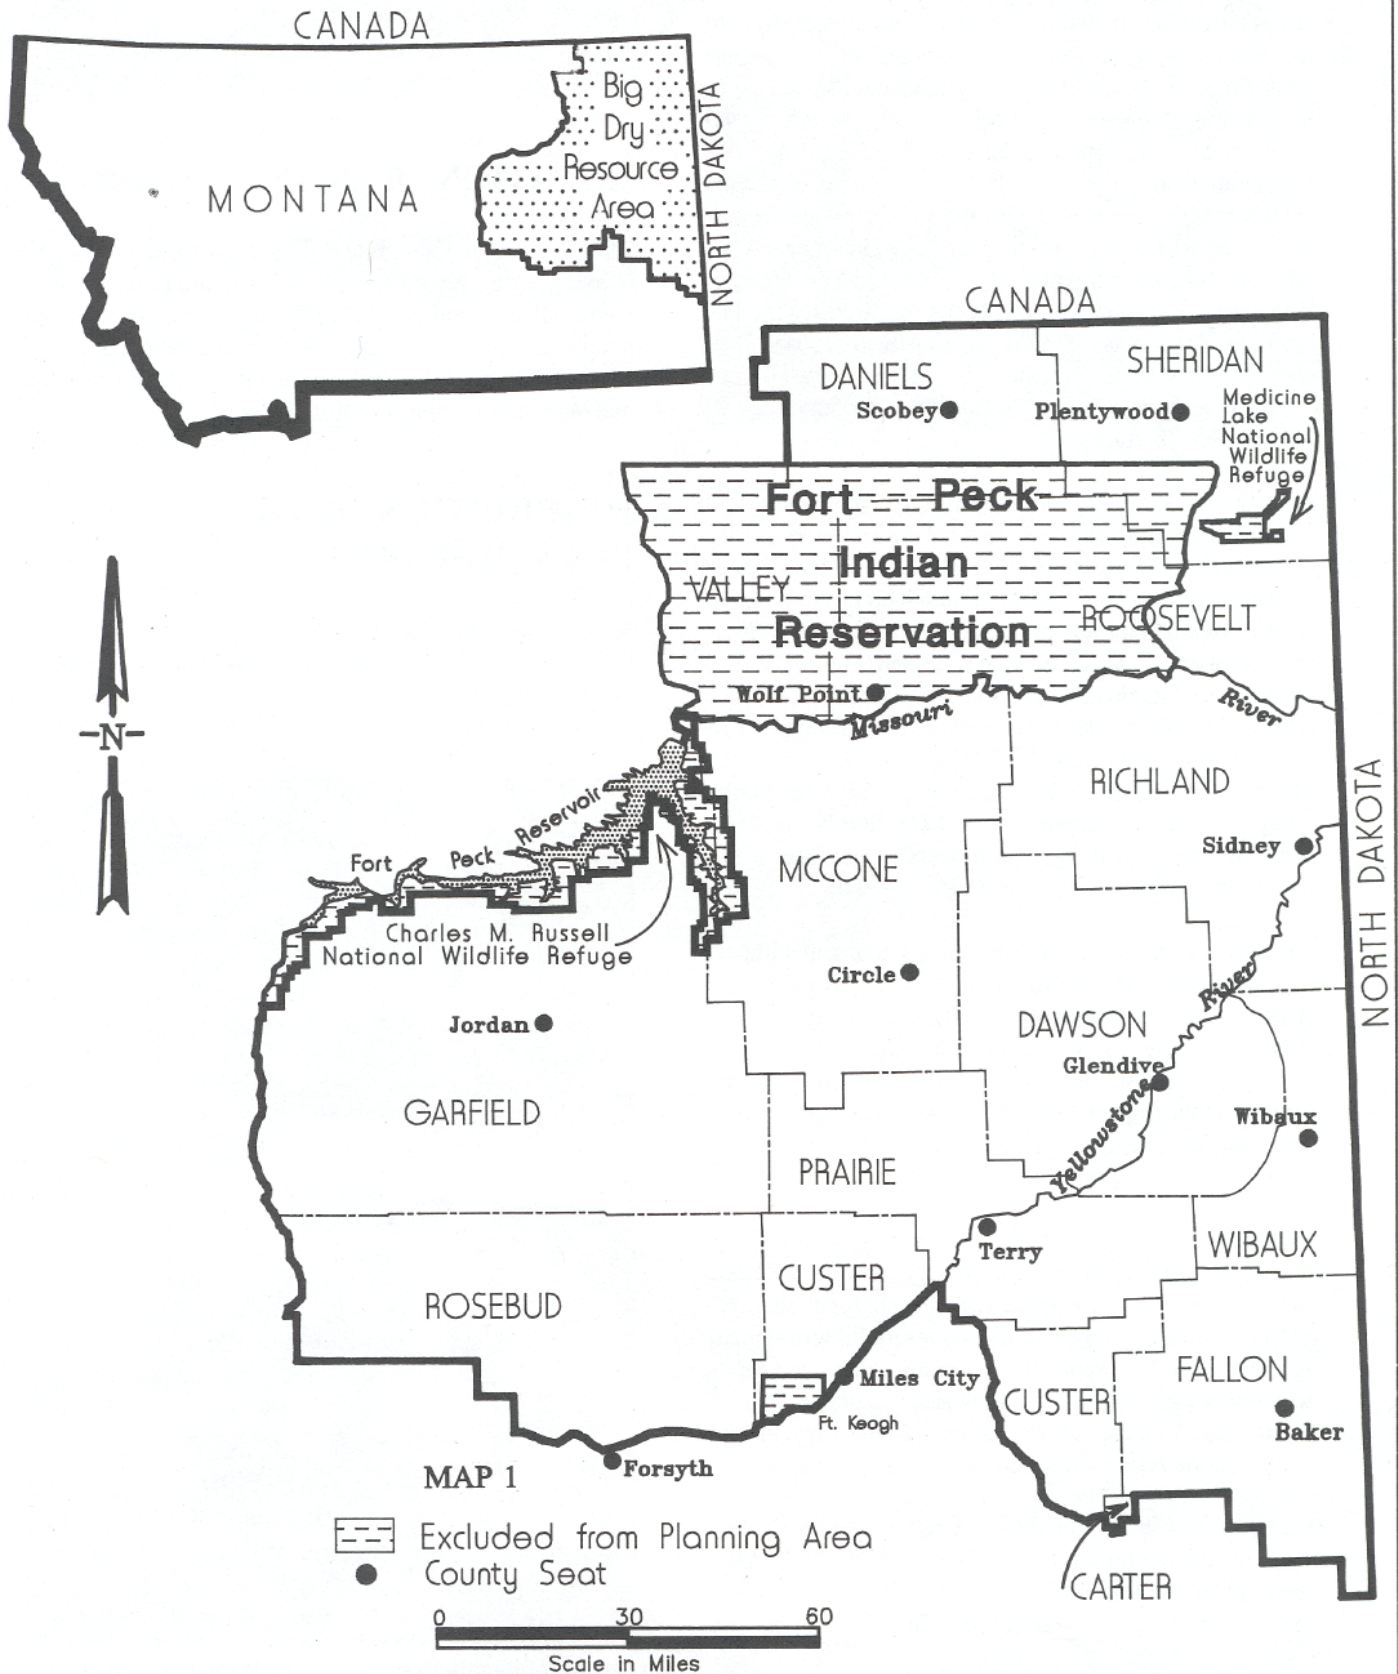 CANADA
MONTANA
Big
Dry
Resource
Area
NORTH DAKOTA
CANADA
DANIELS
Scobey
SHERIDAN
Plentywood
Medicine
Lake
National
Wildlife
Refuge
Fort Peck
Indian
Reservation
VALLEY
ROOSEVELT
Wolf Point
Missouri
River
N
Fort Peck Reservoir
Charles M. Russell
National Wildlife Refuge
RICHLAND
Sidney
NORTH DAKOTA
MCCONE
Circle
Jordan
GARFIELD
DAWSON
Glendive
Yellowstone
River
Wibaux
PRAIRIE
Terry
WIBAUX
CUSTER
ROSEBUD
Miles City
Ft. Keogh
Forsyth
CUSTER
FALLON
Baker
CARTER
MAP 1
Excluded from Planning Area
County Seat
0 30 60
Scale in Miles